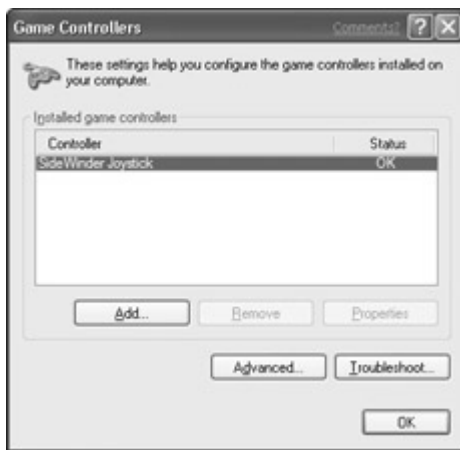 Game Controllers
Comments?
These settings help you configure the game controllers installed on
your computer.
Installed game controllers
Controller Status
SideWinder Joystick OK
Add... Remove Properties
Advanced... Troubleshoot...
OK